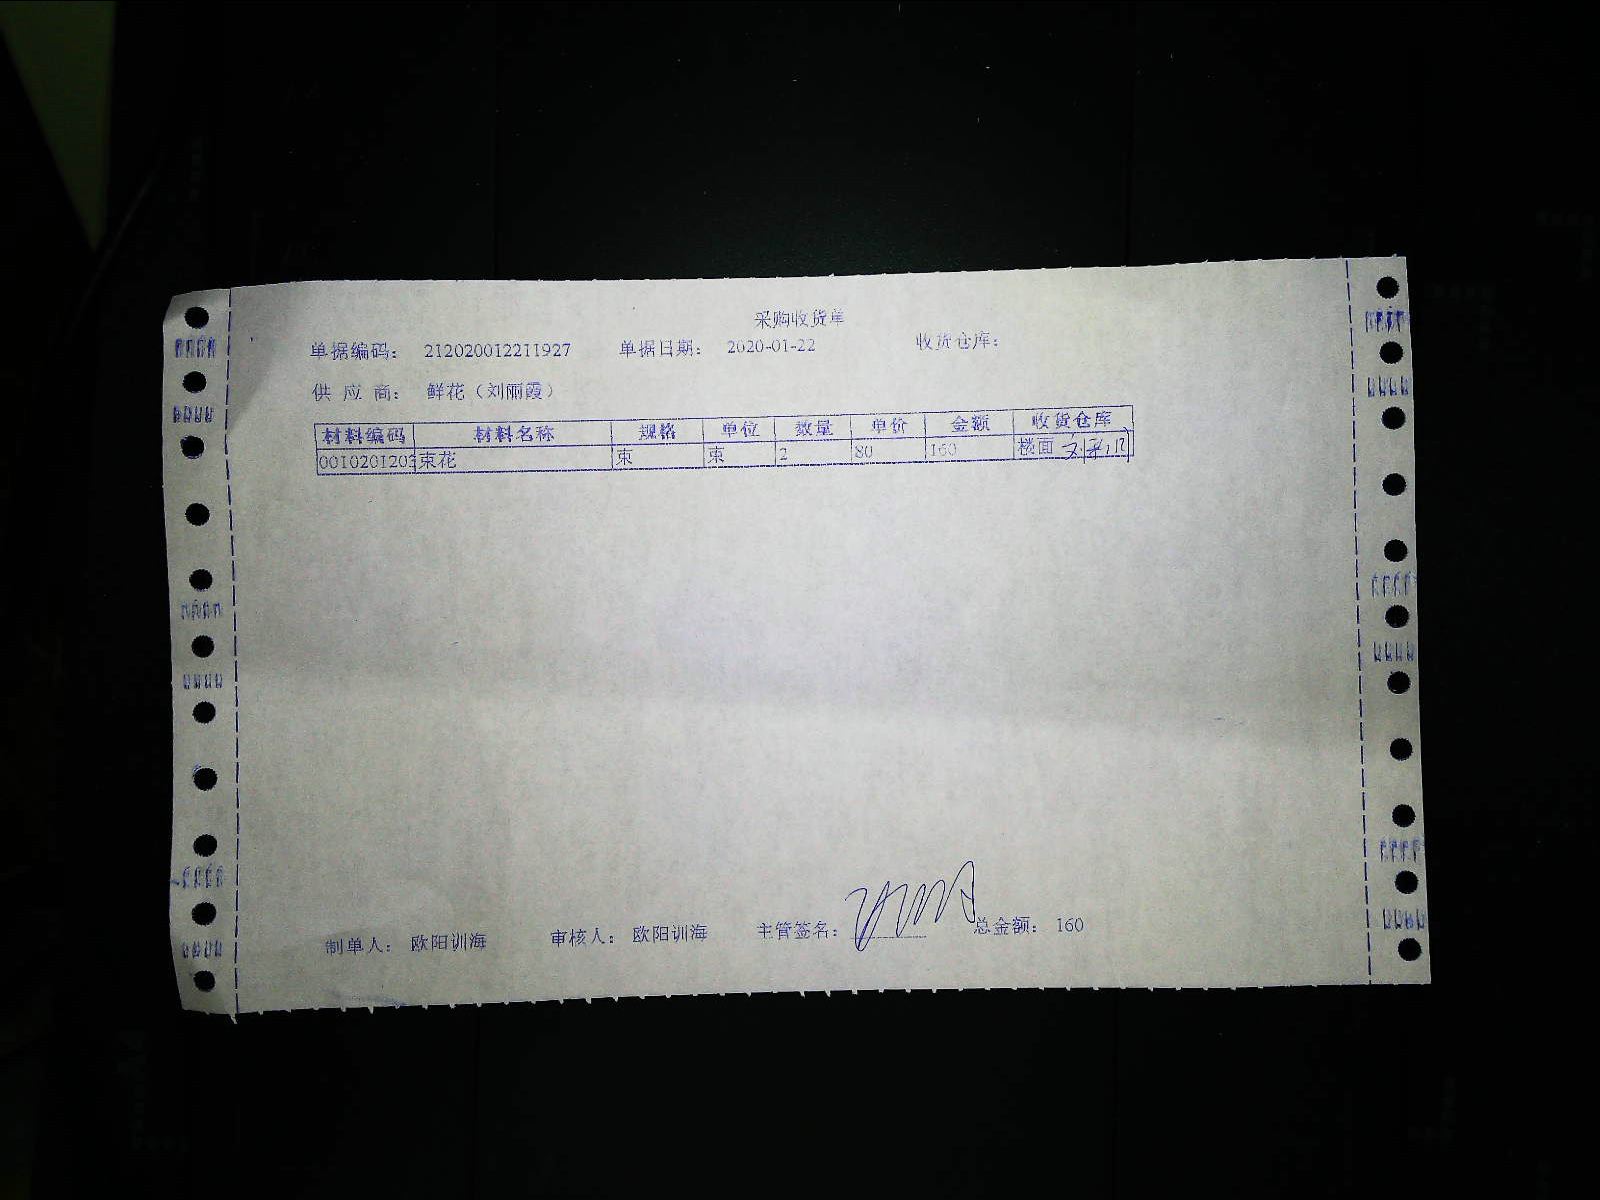 采购收货单
单据编码： 212020012211927 单据日期： 2020-01-22 收货仓库：
供 应 商： 鲜花（刘丽霞）
材料编码 材料名称 规格 单位 数量 单价 金额 收货仓库
0010201203 束花 束 束 2 80 160 楼面
制单人： 欧阳训海 审核人： 欧阳训海 主管签名： 总金额： 160